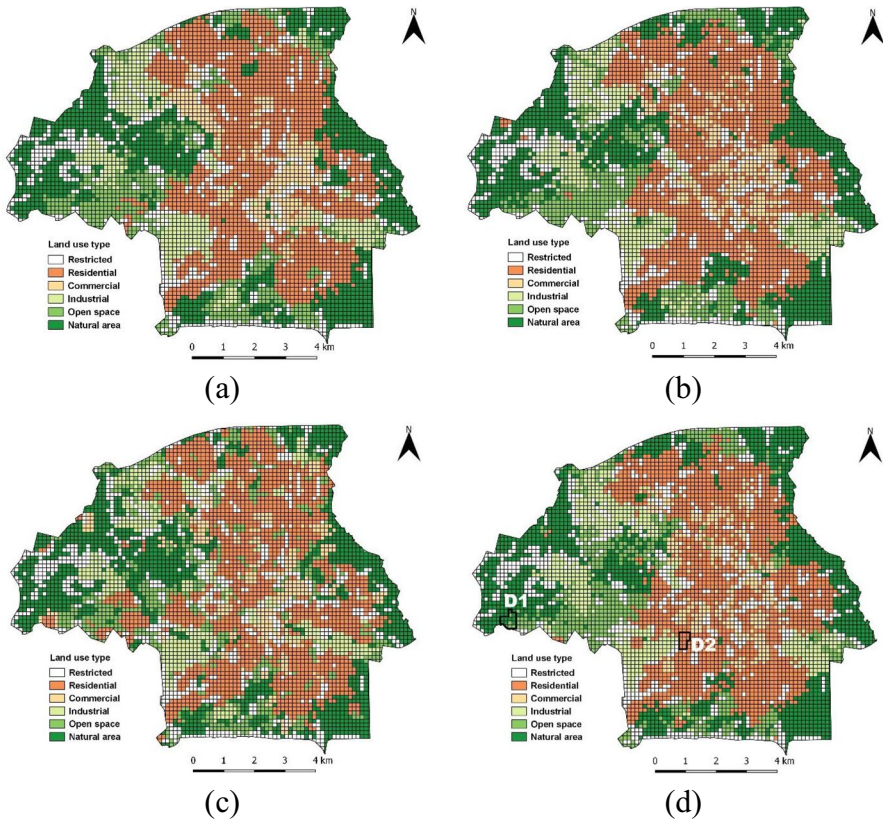 N
Land use type
Restricted
Residential
Commercial
Industrial
Open space
Natural area
0 1 2 3 4 km
(a)
N
Land use type
Restricted
Residential
Commercial
Industrial
Open space
Natural area
0 1 2 3 4 km
(b)
N
Land use type
Restricted
Residential
Commercial
Industrial
Open space
Natural area
0 1 2 3 4 km
(c)
N
D1
D2
Land use type
Restricted
Residential
Commercial
Industrial
Open space
Natural area
0 1 2 3 4 km
(d)